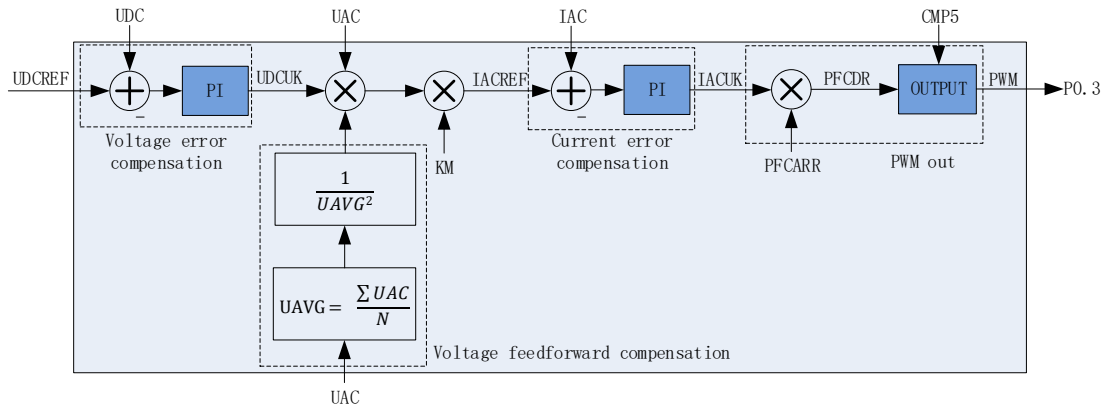 UDC
UAC
IAC
CMP5
UDCREF
PI
UDCUK
IACREF
PI
IACUK
PFCDR
OUTPUT
PWM
P0.3
+
−
×
×
+
−
×
Voltage error
compensation
KM
Current error
compensation
PFCARR
PWM out
1
UAVG²
UAVG = ∑ UAC
N
Voltage feedforward compensation
UAC